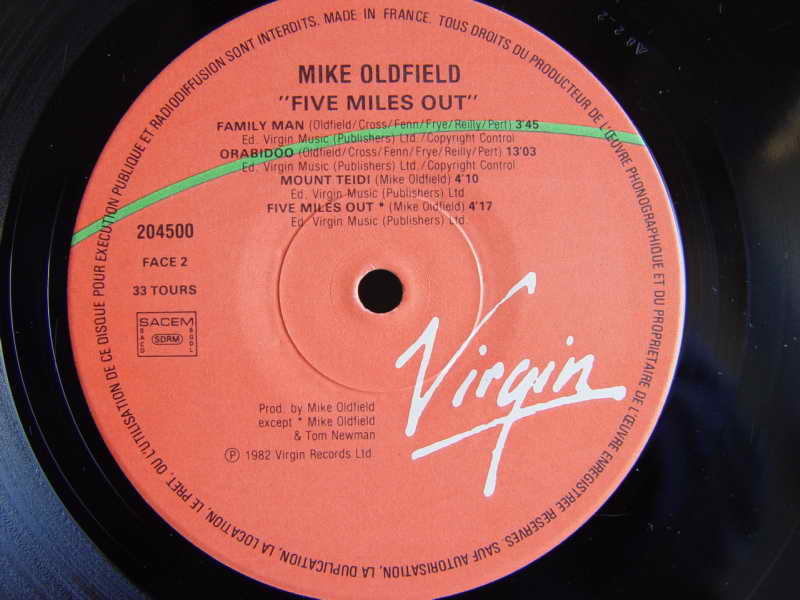 MIKE OLDFIELD
"FIVE MILES OUT"
FAMILY MAN (Oldfield/Cross/Fenn/Frye/Reilly/Pert) 3'45
Ed. Virgin Music (Publishers) Ltd./Copyright Control
ORABIDOO (Oldfield/Cross/Fenn/Frye/Reilly/Pert) 13'03
Ed. Virgin Music (Publishers) Ltd./Copyright Control
MOUNT TEIDI (Mike Oldfield) 4'10
Ed. Virgin Music (Publishers) Ltd.
FIVE MILES OUT * (Mike Oldfield) 4'17
Ed. Virgin Music (Publishers) Ltd.
204500
FACE 2
33 TOURS
SACEM
SACD
SDRM
SGDL
Virgin
Prod. by Mike Oldfield
except * Mike Oldfield
& Tom Newman
℗ 1982 Virgin Records Ltd.
MADE IN FRANCE. TOUS DROITS DU PRODUCTEUR DE L'ŒUVRE PHONOGRAPHIQUE ET DU PROPRIETAIRE DE L'ŒUVRE ENREGISTREE RESERVES. SAUF AUTORISATION, LA DUPLICATION, LA LOCATION, LE PRET, OU L'UTILISATION DE CE DISQUE POUR EXECUTION PUBLIQUE ET RADIODIFFUSION SONT INTERDITS.